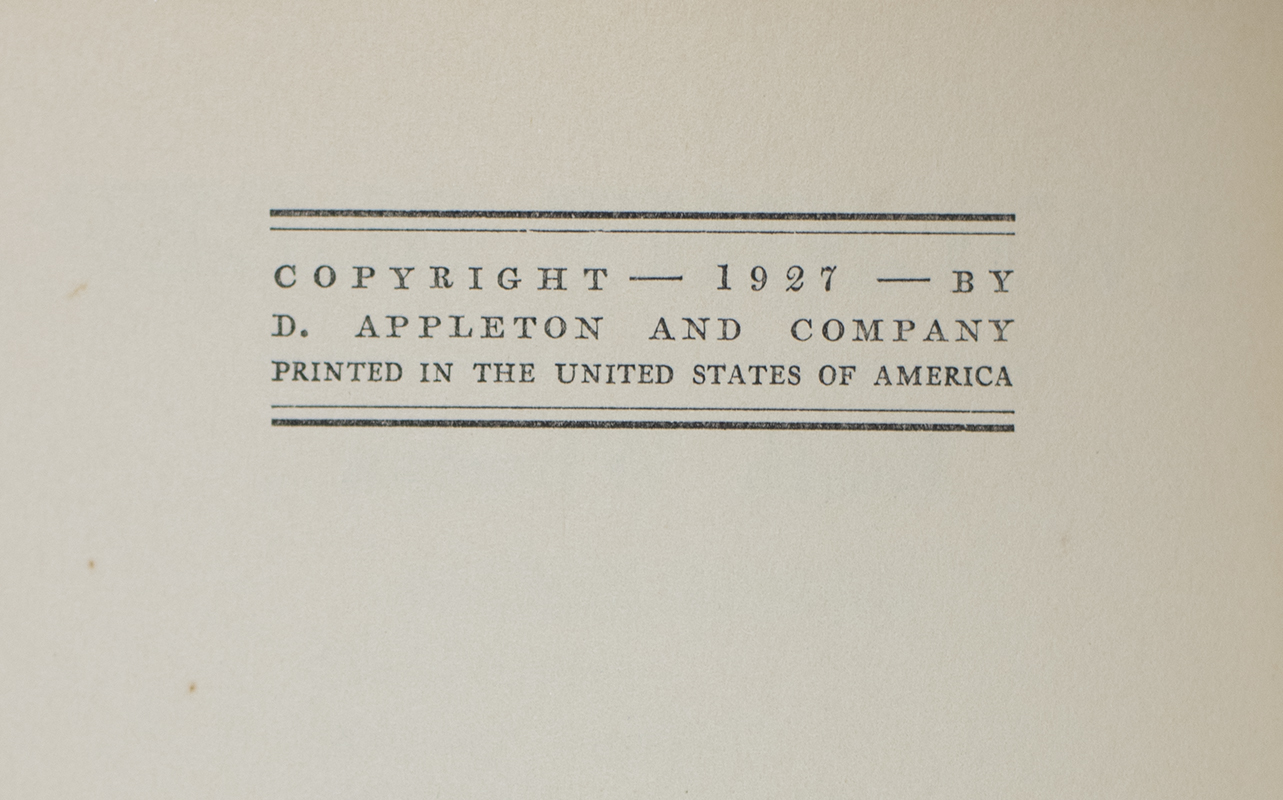 COPYRIGHT — 1927 — BY
D. APPLETON AND COMPANY
PRINTED IN THE UNITED STATES OF AMERICA